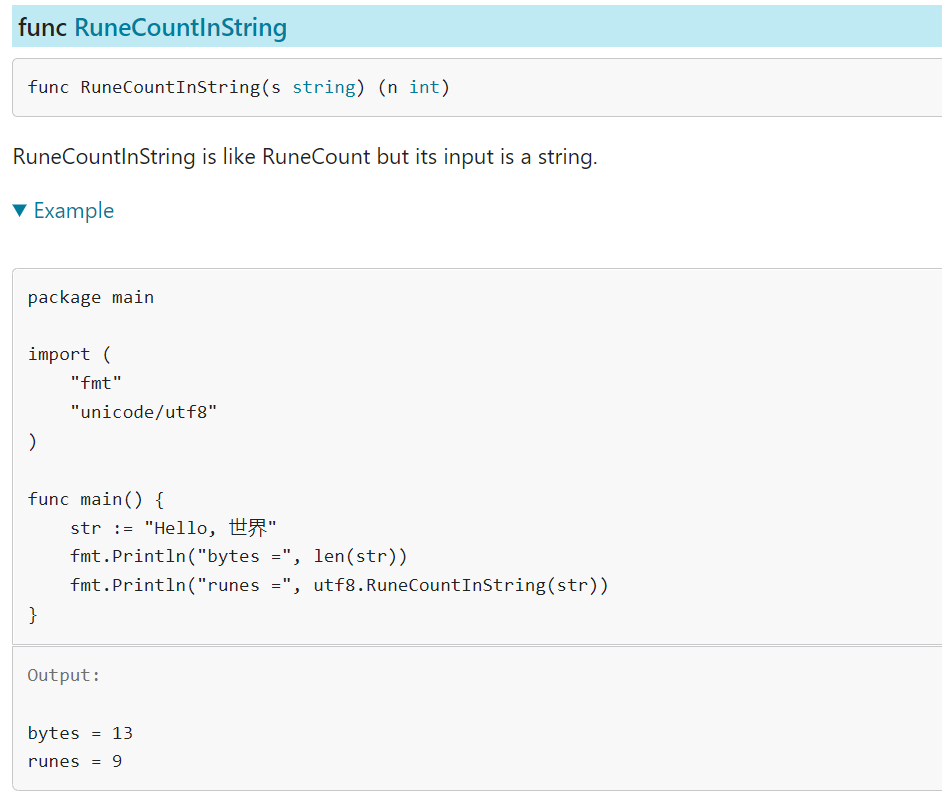 func RuneCountInString
func RuneCountInString(s string) (n int)
RuneCountInString is like RuneCount but its input is a string.
▼ Example
package main
import (
    "fmt"
    "unicode/utf8"
)
func main() {
    str := "Hello, 世界"
    fmt.Println("bytes =", len(str))
    fmt.Println("runes =", utf8.RuneCountInString(str))
}
Output:
bytes = 13
runes = 9